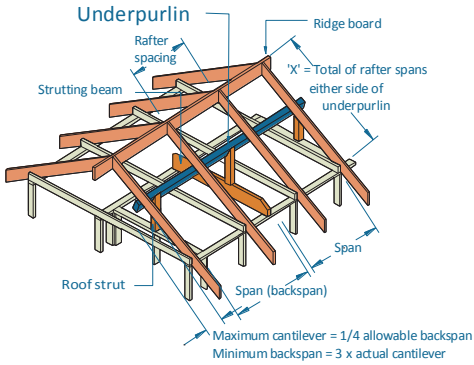 Underpurlin
Ridge board
Rafter
spacing
'X' = Total of rafter spans
either side of
underpurlin
Strutting beam
Span
Roof strut
Span (backspan)
Maximum cantilever = 1/4 allowable backspan
Minimum backspan = 3 x actual cantilever